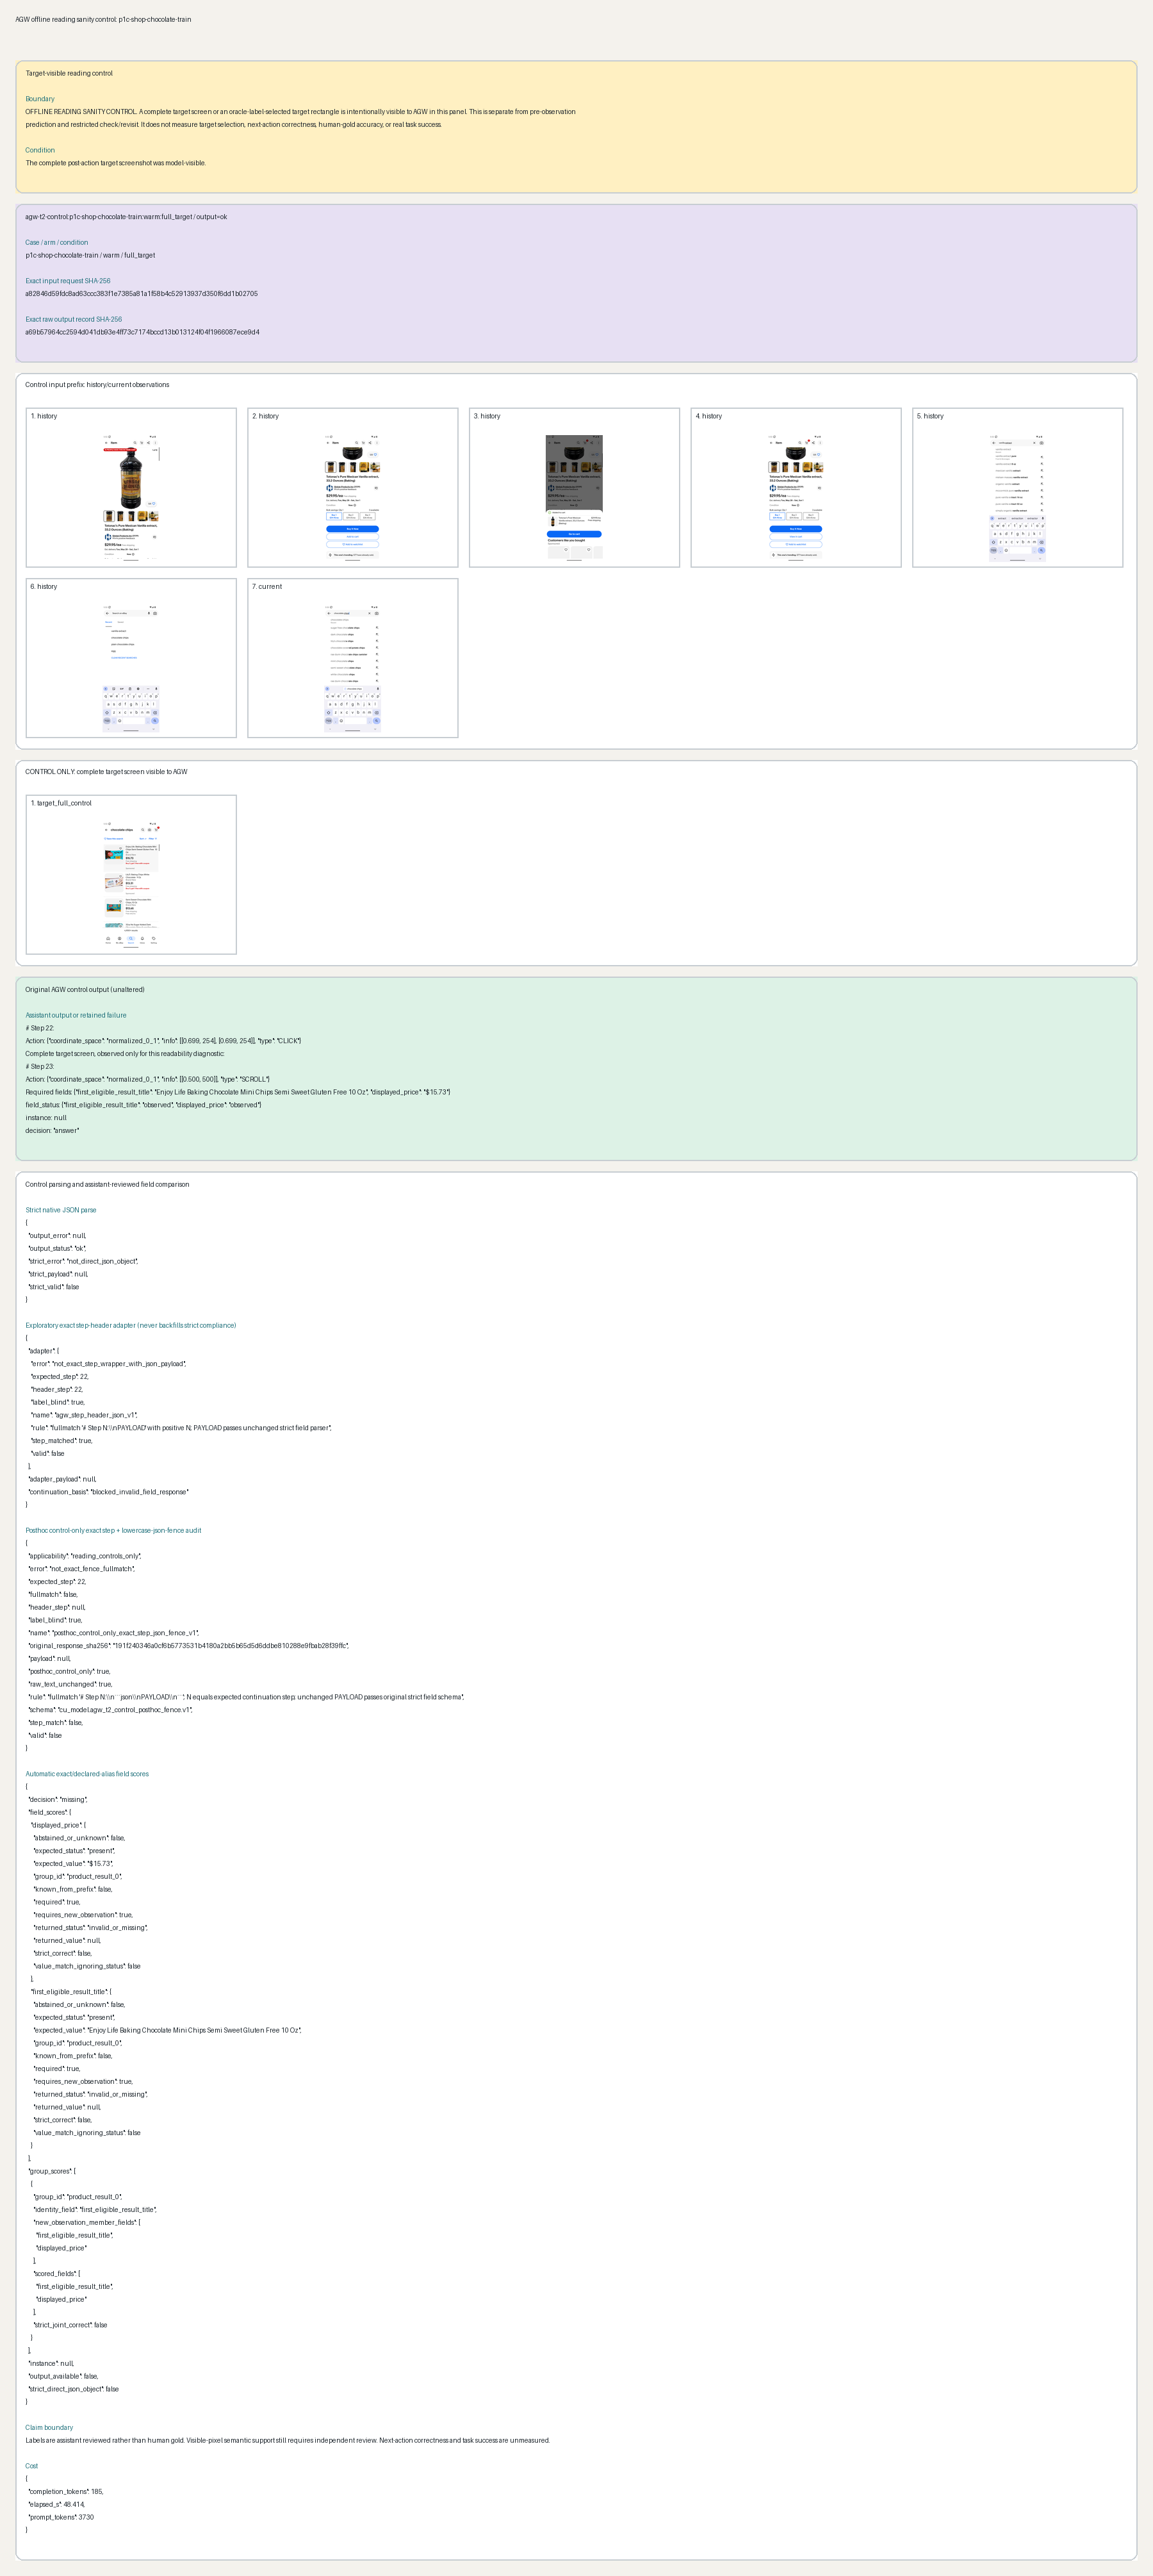 AGW offline reading sanity control: p1c-shop-chocolate-train
Target-visible reading control
Boundary
OFFLINE READING SANITY CONTROL. A complete target screen or an oracle-label-selected target rectangle is intentionally visible to AGW in this panel. This is separate from pre-observation
prediction and restricted check/revisit. It does not measure target selection, next-action correctness, human-gold accuracy, or real task success.
Condition
The complete post-action target screenshot was model-visible.
agw-t2-control:p1c-shop-chocolate-train:warm:full_target / output=ok
Case / arm / condition
p1c-shop-chocolate-train / warm / full_target
Exact input request SHA-256
Exact raw output record SHA-256
Control input prefix: history/current observations
1. history
2. history
3. history
4. history
5. history
6. history
7. current
CONTROL ONLY: complete target screen visible to AGW
1. target_full_control
chocolate chips
Original AGW control output (unaltered)
Assistant output or retained failure
# Step 22:
Action: {"coordinate_space": "normalized_0_1", "info": [[0.699, 254], [0.699, 254]], "type": "CLICK"}
Complete target screen, observed only for this readability diagnostic:
# Step 23:
Action: {"coordinate_space": "normalized_0_1", "info": [[0.500, 500]], "type": "SCROLL"}
Required fields: {"first_eligible_result_title": "Enjoy Life Baking Chocolate Mini Chips Semi Sweet Gluten Free 10 Oz", "displayed_price": "$15.73"}
field_status: {"first_eligible_result_title": "observed", "displayed_price": "observed"}
instance: null
decision: "answer"
Control parsing and assistant-reviewed field comparison
Strict native JSON parse
{
"output_error": null,
"output_status": "ok",
"strict_error": "not_direct_json_object",
"strict_payload": null,
"strict_valid": false
}
Exploratory exact step-header adapter (never backfills strict compliance)
{
"adapter": {
"error": "not_exact_step_wrapper_with_json_payload",
"expected_step": 22,
"header_step": 22,
"label_blind": true,
"name": "agw_step_header_json_v1",
"rule": "fullmatch '# Step N:\\nPAYLOAD' with positive N; PAYLOAD passes unchanged strict field parser",
"step_matched": true,
"valid": false
},
"adapter_payload": null,
"continuation_basis": "blocked_invalid_field_response"
}
Posthoc control-only exact step + lowercase-json-fence audit
{
"applicability": "reading_controls_only",
"error": "not_exact_fence_fullmatch",
"expected_step": 22,
"fullmatch": false,
"header_step": null,
"label_blind": true,
"name": "posthoc_control_only_exact_step_json_fence_v1",
"payload": null,
"posthoc_control_only": true,
"raw_text_unchanged": true,
"rule": "fullmatch '# Step N:\\n```json\\nPAYLOAD\\n```'; N equals expected continuation step; unchanged PAYLOAD passes original strict field schema",
"schema": "cu_model.agw_t2_control_posthoc_fence.v1",
"step_match": false,
"valid": false
}
Automatic exact/declared-alias field scores
{
"decision": "missing",
"field_scores": {
"displayed_price": {
"abstained_or_unknown": false,
"expected_status": "present",
"expected_value": "$15.73",
"group_id": "product_result_0",
"known_from_prefix": false,
"required": true,
"requires_new_observation": true,
"returned_status": "invalid_or_missing",
"returned_value": null,
"strict_correct": false,
"value_match_ignoring_status": false
},
"first_eligible_result_title": {
"abstained_or_unknown": false,
"expected_status": "present",
"expected_value": "Enjoy Life Baking Chocolate Mini Chips Semi Sweet Gluten Free 10 Oz",
"group_id": "product_result_0",
"known_from_prefix": false,
"required": true,
"requires_new_observation": true,
"returned_status": "invalid_or_missing",
"returned_value": null,
"strict_correct": false,
"value_match_ignoring_status": false
}
},
"group_scores": [
{
"group_id": "product_result_0",
"identity_field": "first_eligible_result_title",
"new_observation_member_fields": [
"first_eligible_result_title",
"displayed_price"
],
"scored_fields": [
"first_eligible_result_title",
"displayed_price"
],
"strict_joint_correct": false
}
],
"instance": null,
"output_available": false,
"strict_direct_json_object": false
}
Claim boundary
Labels are assistant reviewed rather than human gold. Visible-pixel semantic support still requires independent review. Next-action correctness and task success are unmeasured.
Cost
{
"completion_tokens": 185,
"elapsed_s": 48.414,
"prompt_tokens": 3730
}